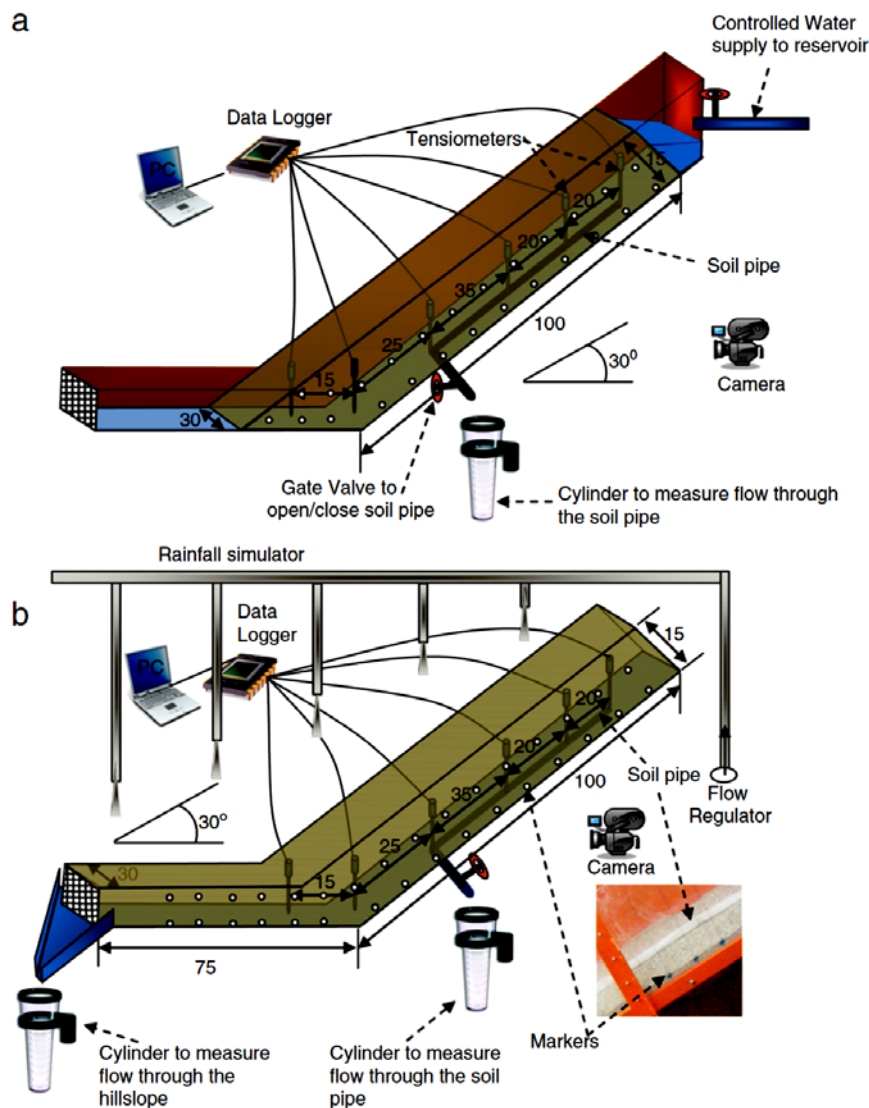 a
Controlled Water
supply to reservoir
Data Logger
Tensiometers
PC
15
20
20
Soil pipe
35
100
25
30⁰
Camera
15
30
Gate Valve to
open/close soil pipe
Cylinder to measure flow through
the soil pipe
Rainfall simulator
b
Data
Logger
PC
15
20
20
Soil pipe
100
Flow
Regulator
35
30⁰
25
Camera
30
15
75
Markers
Cylinder to measure
flow through the
hillslope
Cylinder to measure
flow through the soil
pipe